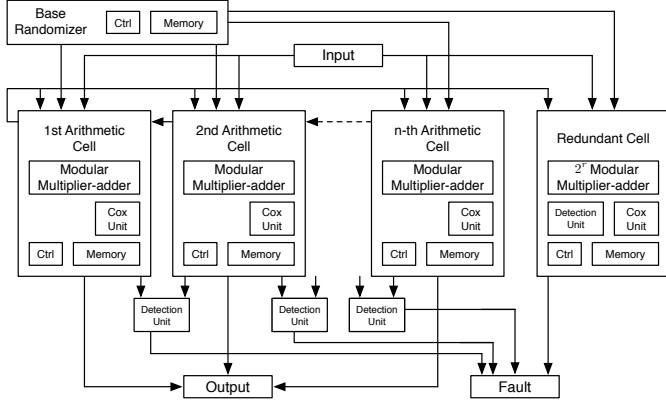 Base
Randomizer
Ctrl
Memory
Input
1st Arithmetic
Cell
Modular
Multiplier-adder
Cox
Unit
Ctrl
Memory
2nd Arithmetic
Cell
Modular
Multiplier-adder
Cox
Unit
Ctrl
Memory
n-th Arithmetic
Cell
Modular
Multiplier-adder
Cox
Unit
Ctrl
Memory
Redundant Cell
2^r Modular
Multiplier-adder
Detection
Unit
Cox
Unit
Ctrl
Memory
Detection
Unit
Detection
Unit
Detection
Unit
Output
Fault